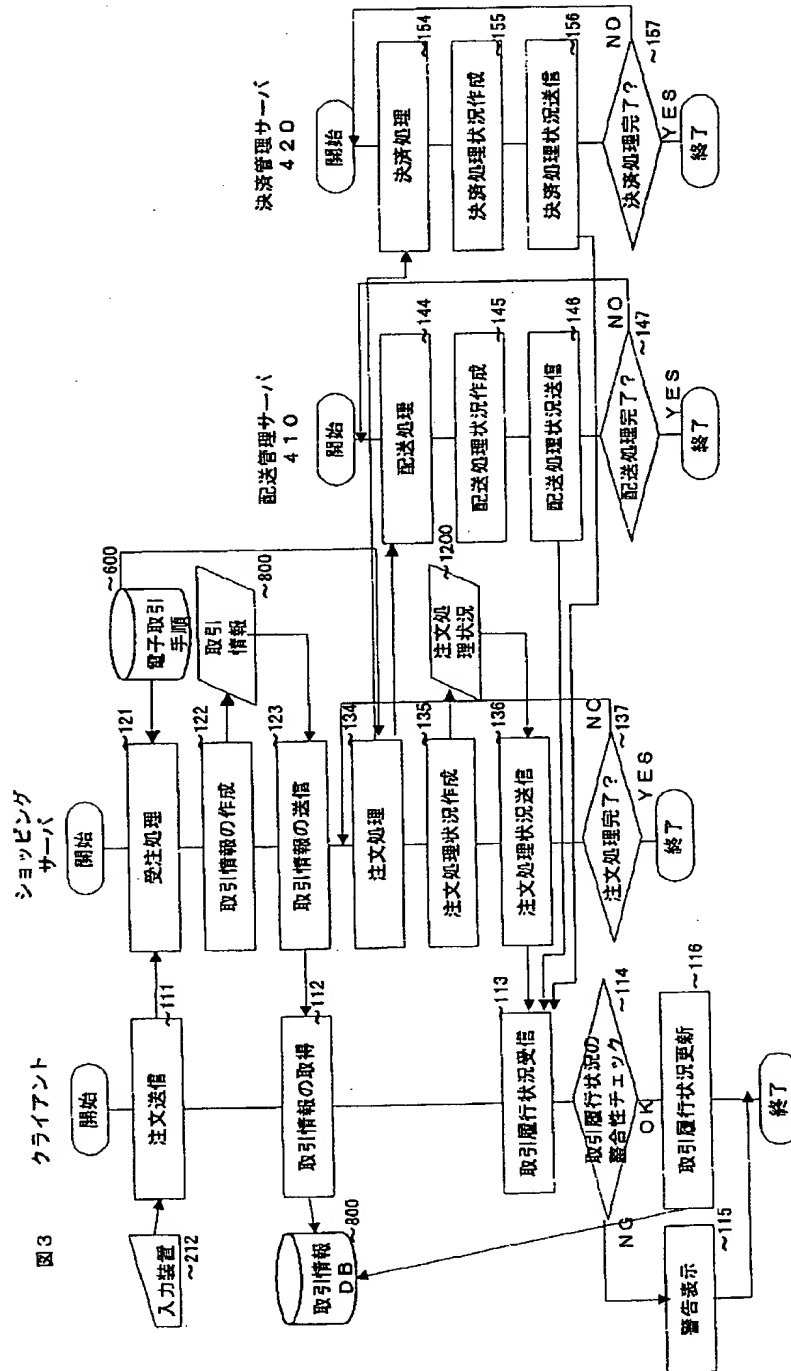 図3
クライアント
開始
入力装置
~212
注文送信
~111
取引情報の取得
~112
取引情報
DB
~800
取引履行状況受信
~113
取引履行状況の
整合性チェック
~114
NG
OK
警告表示
~115
取引履行状況更新
~116
終了
ショッピング
サーバ
開始
受注処理
~121
電子取引
手順
~600
取引情報の作成
~122
取引
情報
~800
取引情報の送信
~123
注文処理
~134
注文処理状況作成
~135
注文処
理状況
~1200
注文処理状況送信
~136
注文処理完了?
~137
NO
YES
終了
配送管理サーバ
410
開始
配送処理
~144
配送処理状況作成
~145
配送処理状況送信
~146
配送処理完了?
~147
NO
YES
終了
決済管理サーバ
420
開始
決済処理
~154
決済処理状況作成
~155
決済処理状況送信
~156
決済処理完了?
~157
NO
YES
終了